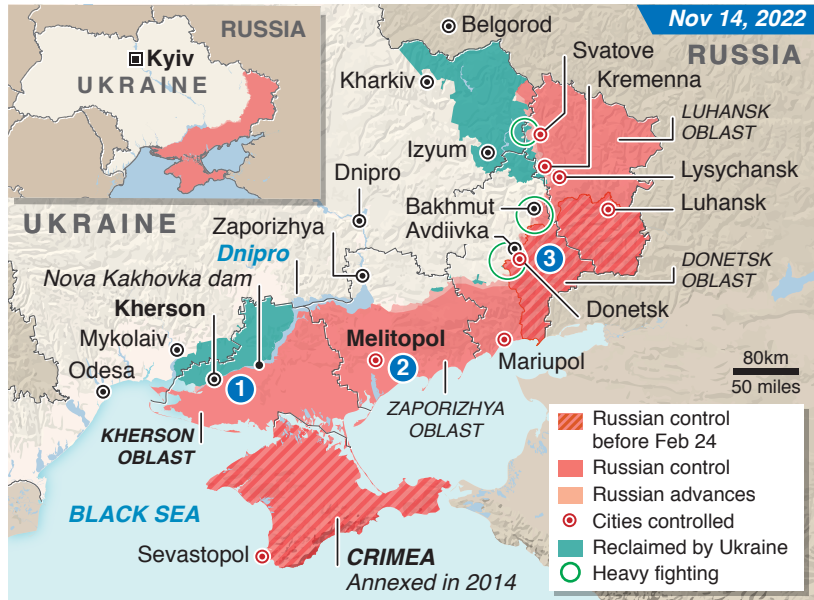 Nov 14, 2022
RUSSIA
Kyiv
UKRAINE
Belgorod
RUSSIA
Svatove
Kremenna
Kharkiv
LUHANSK
OBLAST
Izyum
Lysychansk
Dnipro
Bakhmut
Luhansk
Avdiivka
UKRAINE
Zaporizhya
Dnipro
3
DONETSK
OBLAST
Nova Kakhovka dam
Donetsk
Kherson
Mykolaiv
Melitopol
2
Mariupol
Odesa
1
80km
50 miles
ZAPORIZHYA
OBLAST
KHERSON
OBLAST
BLACK SEA
Sevastopol
CRIMEA
Annexed in 2014
Russian control
before Feb 24
Russian control
Russian advances
Cities controlled
Reclaimed by Ukraine
Heavy fighting